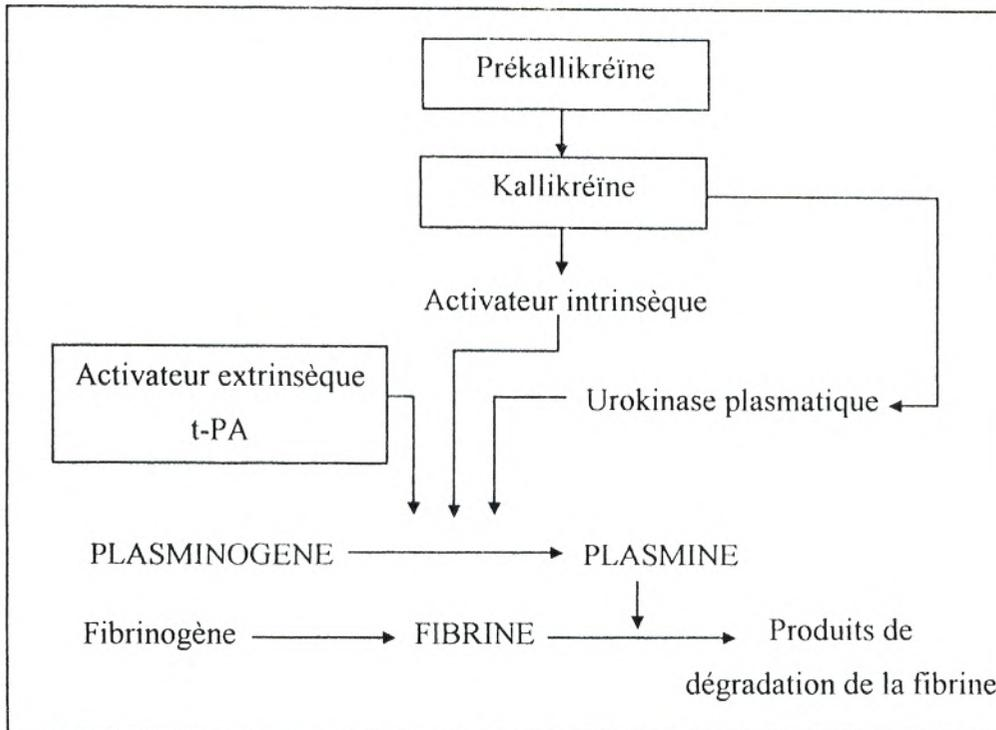 Prékallikréïne
Kallikréïne
Activateur intrinsèque
Activateur extrinsèque
t-PA
Urokinase plasmatique
PLASMINOGENE
PLASMINE
Fibrinogène
FIBRINE
Produits de
dégradation de la fibrine